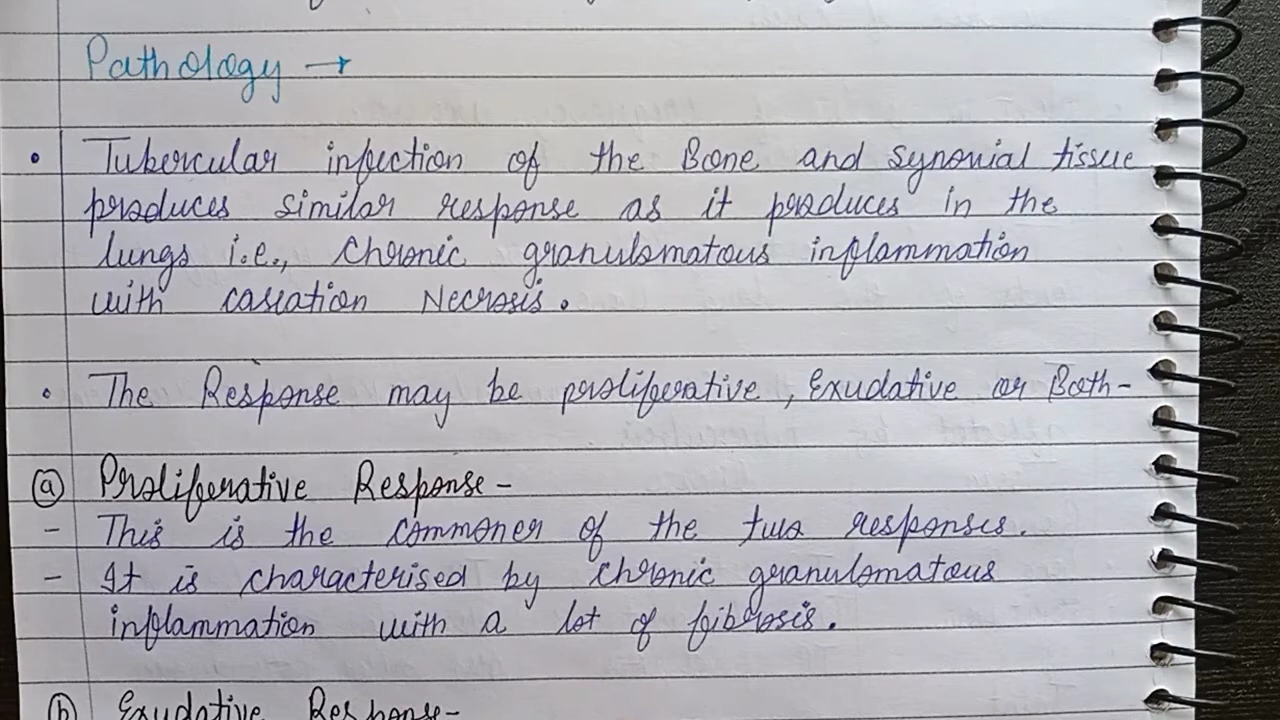 Pathology →
• Tubercular infection of the Bone and synovial tissue
produces similar response as it produces in the
lungs i.e., chronic granulomatous inflammation
with caseation Necrosis.
• The Response may be proliferative, Exudative or Both-
(a) Proliferative Response-
- This is the commoner of the two responses.
- It is characterised by chronic granulomatous
inflammation with a lot of fibrosis.
(b) Exudative Response-